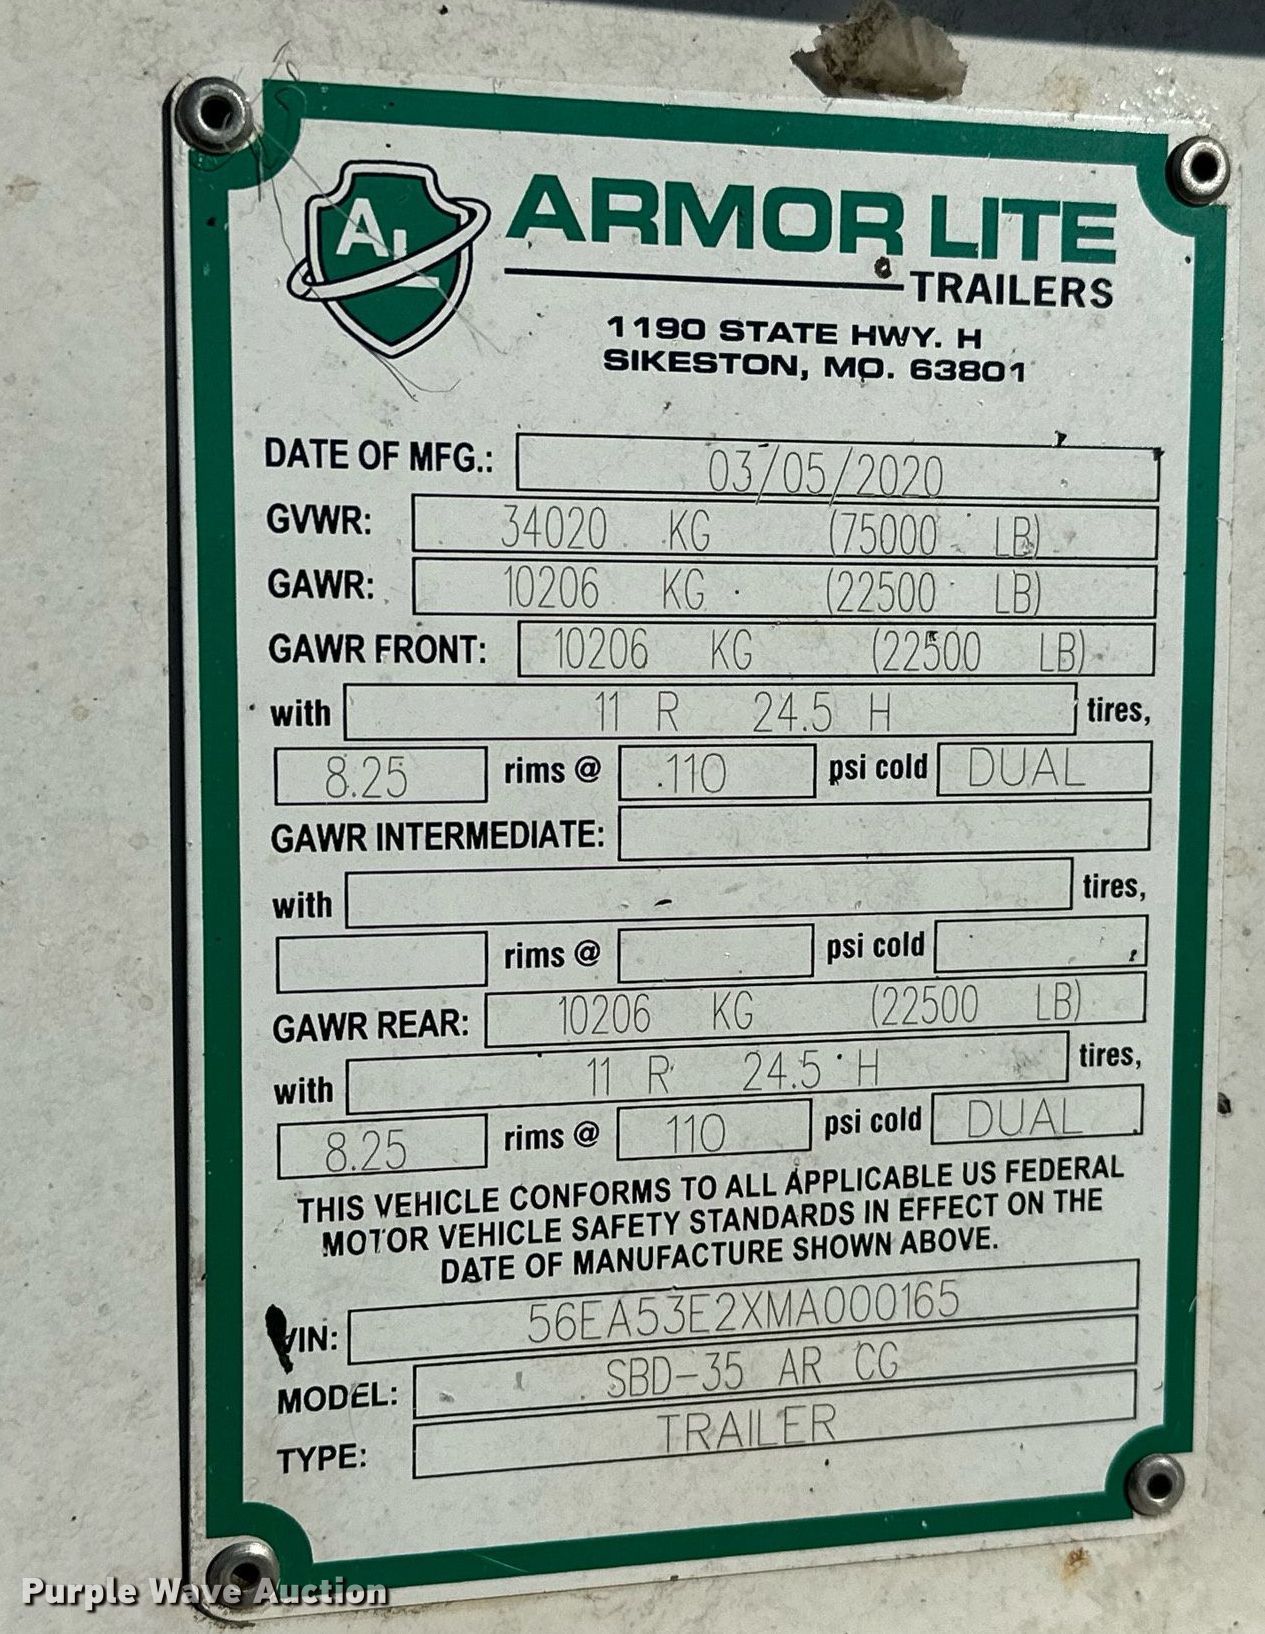 AL ARMOR LITE
TRAILERS
1190 STATE HWY. H
SIKESTON, MO. 63801
DATE OF MFG.: 03/05/2020
GVWR: 34020 KG (75000 LB)
GAWR: 10206 KG (22500 LB)
GAWR FRONT: 10206 KG (22500 LB)
with 11 R 24.5 H tires,
8.25 rims @ 110 psi cold DUAL
GAWR INTERMEDIATE:
with tires,
rims @ psi cold
GAWR REAR: 10206 KG (22500 LB)
with 11 R 24.5 H tires,
8.25 rims @ 110 psi cold DUAL
THIS VEHICLE CONFORMS TO ALL APPLICABLE US FEDERAL
MOTOR VEHICLE SAFETY STANDARDS IN EFFECT ON THE
DATE OF MANUFACTURE SHOWN ABOVE.
VIN: 56EA53E2XMA000165
MODEL: SBD-35 AR CG
TYPE: TRAILER
Purple Wave Auction